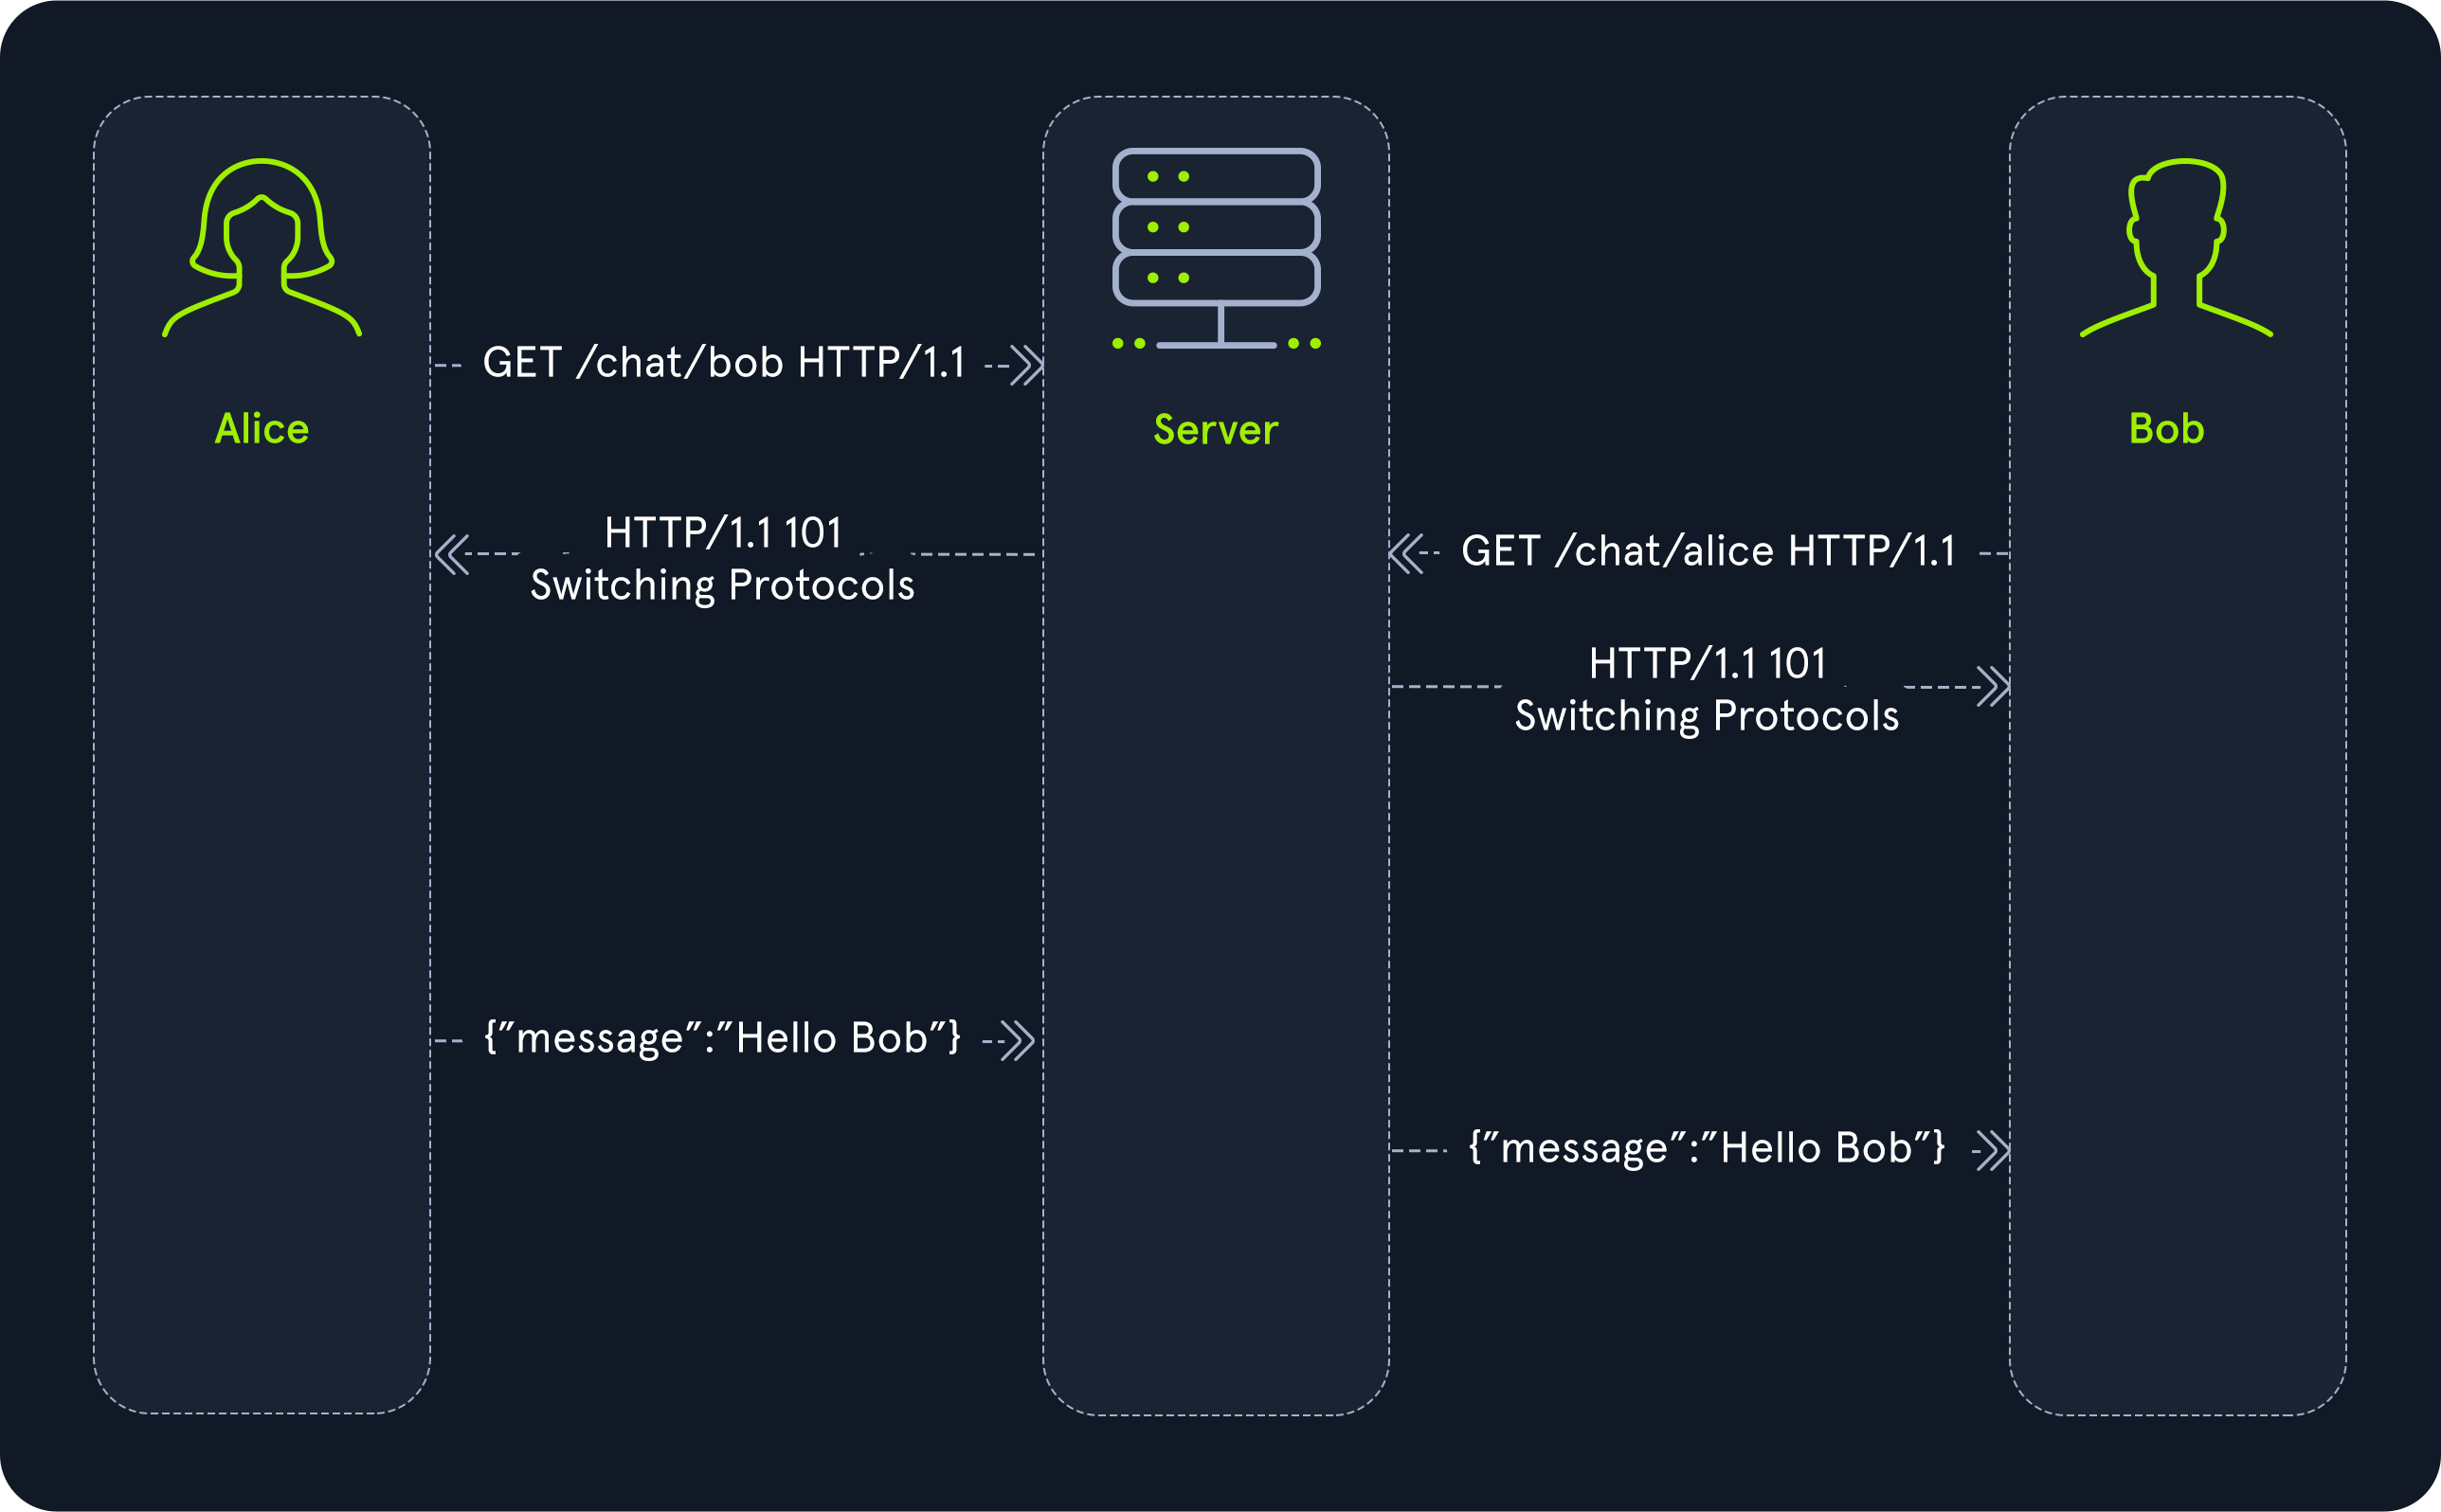 GET /chat/bob HTTP/1.1
Alice
Server
Bob
HTTP/1.1 101
Switching Protocols
GET /chat/alice HTTP/1.1
HTTP/1.1 101
Switching Protocols
{"message":"Hello Bob"}
{"message":"Hello Bob"}